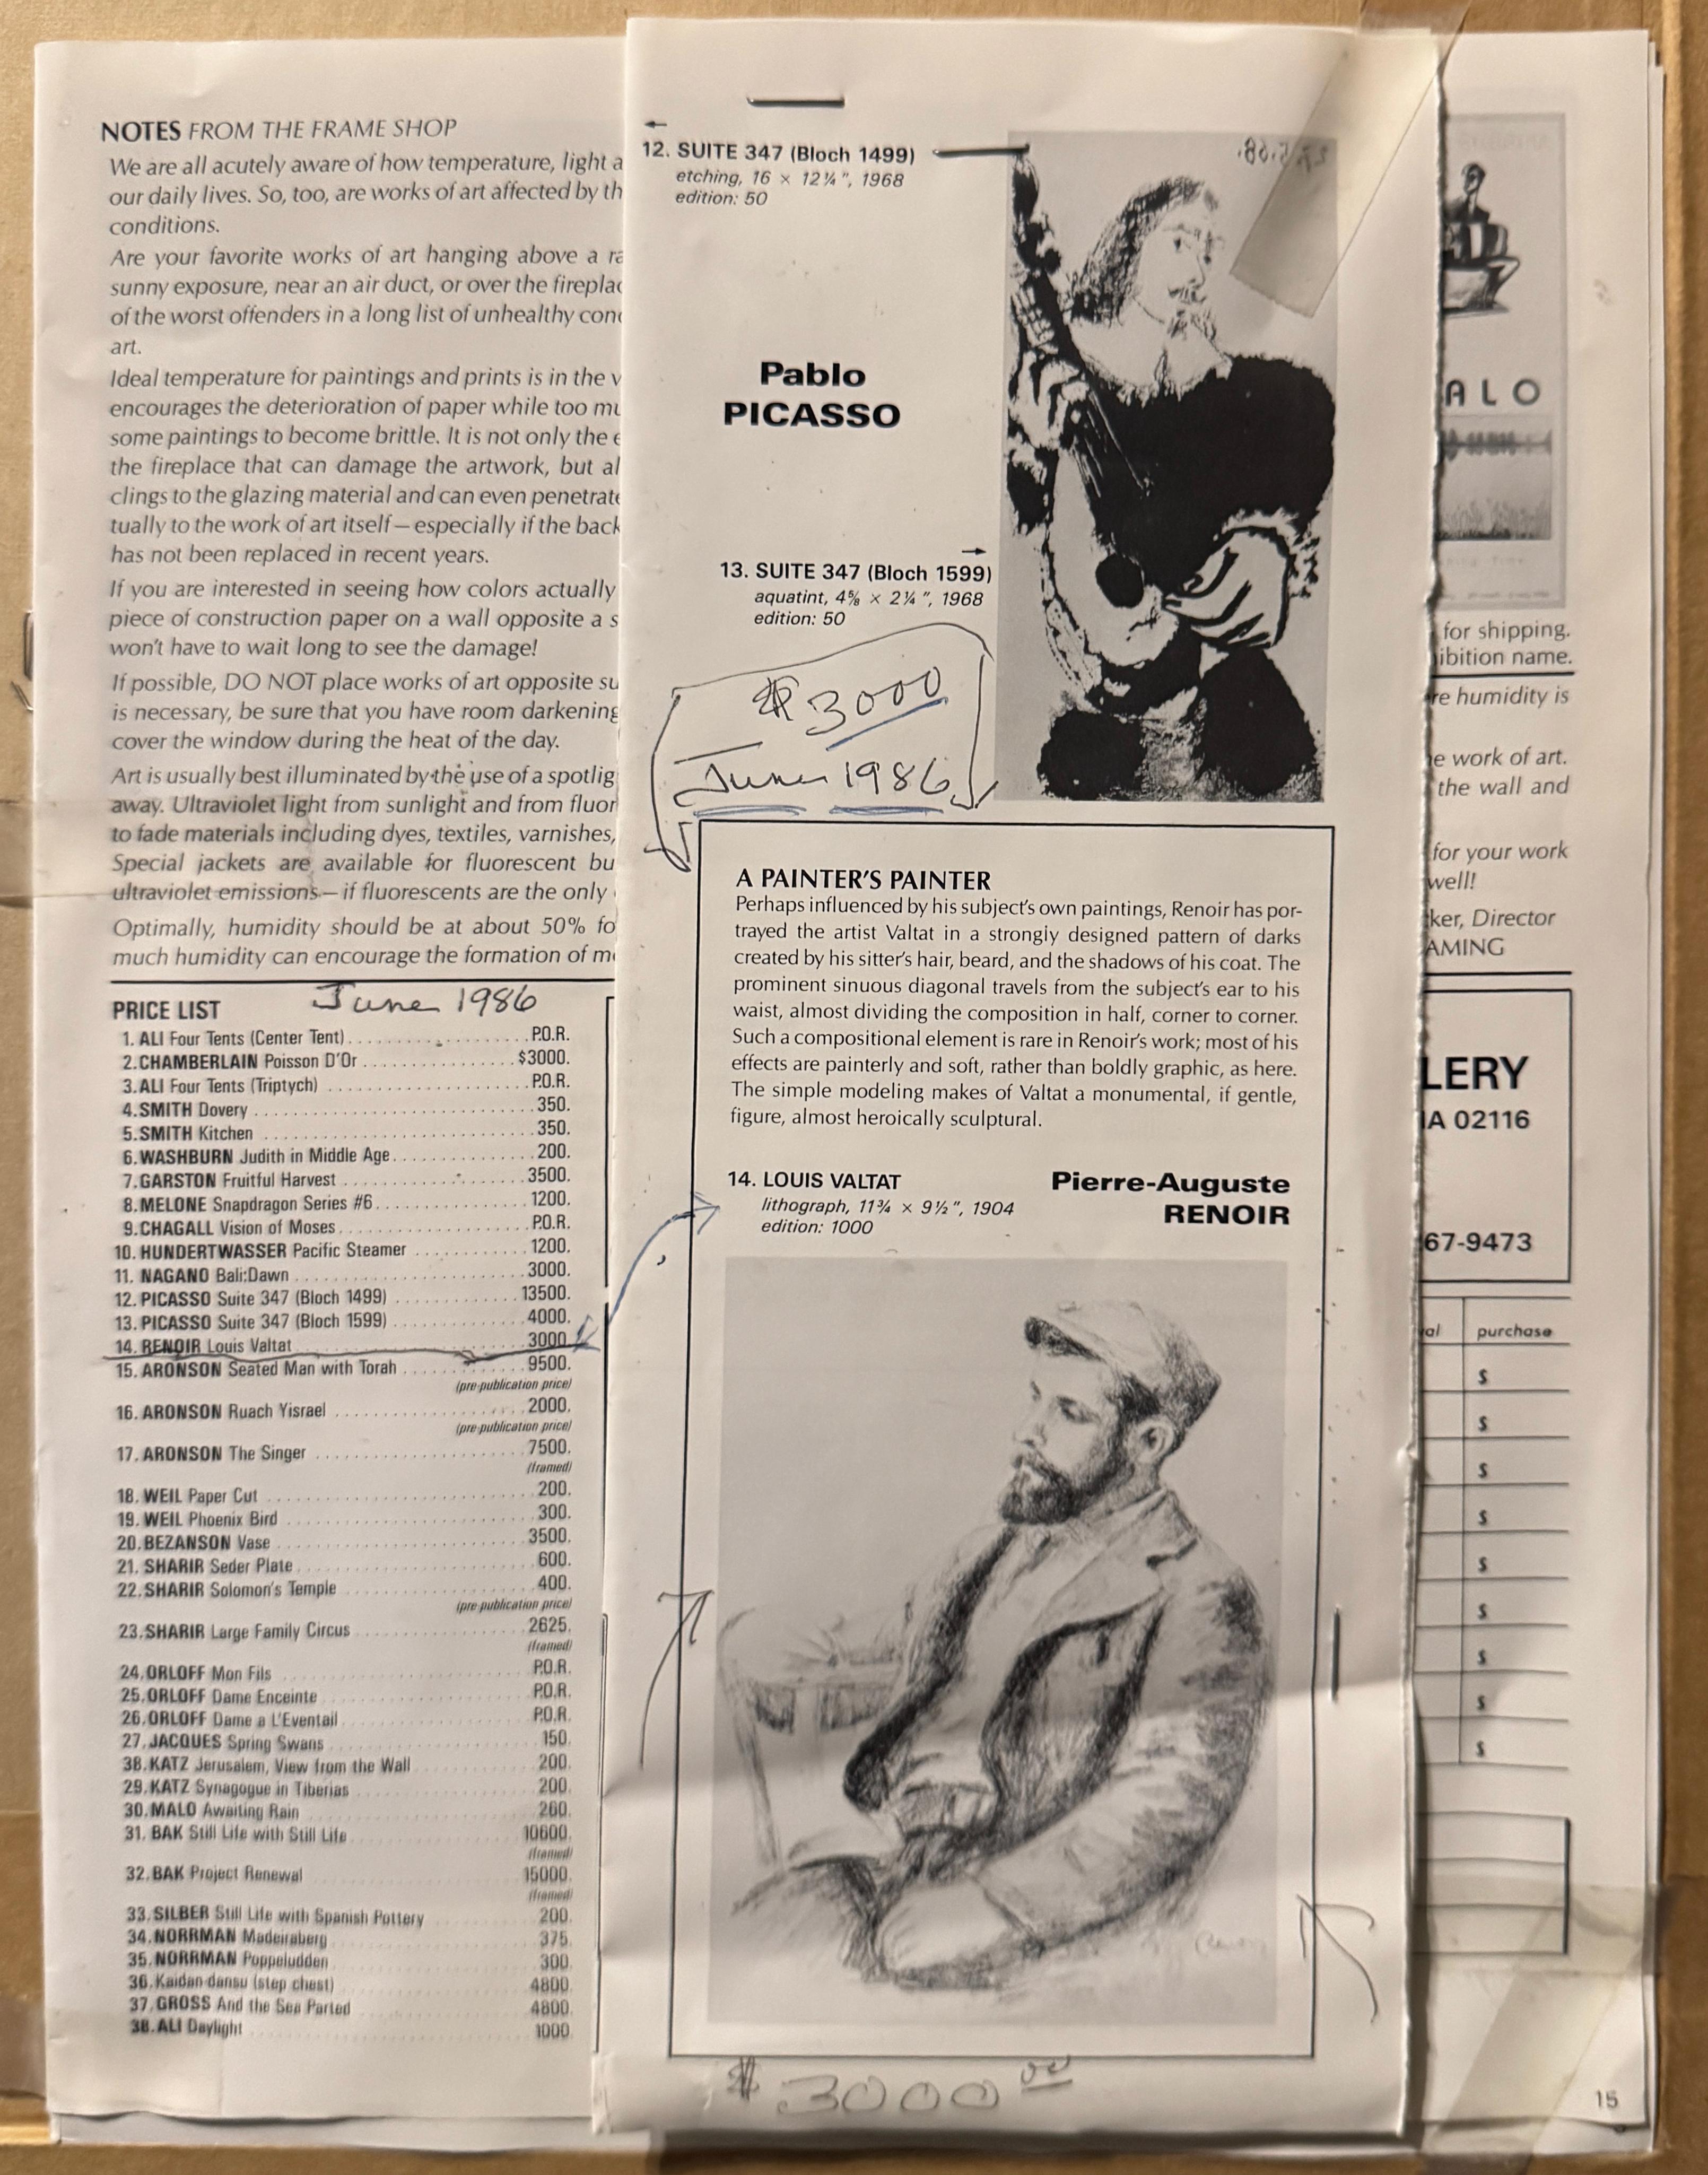 NOTES FROM THE FRAME SHOP
We are all acutely aware of how temperature, light a
our daily lives. So, too, are works of art affected by th
conditions.
Are your favorite works of art hanging above a ra
sunny exposure, near an air duct, or over the fireplac
of the worst offenders in a long list of unhealthy con
art.
Ideal temperature for paintings and prints is in the v
encourages the deterioration of paper while too mu
some paintings to become brittle. It is not only the e
the fireplace that can damage the artwork, but al
clings to the glazing material and can even penetrate
tually to the work of art itself—especially if the back
has not been replaced in recent years.
If you are interested in seeing how colors actually
piece of construction paper on a wall opposite a s
won't have to wait long to see the damage!
If possible, DO NOT place works of art opposite su
is necessary, be sure that you have room darkening
cover the window during the heat of the day.
Art is usually best illuminated by the use of a spotlig
away. Ultraviolet light from sunlight and from fluor
to fade materials including dyes, textiles, varnishes,
Special jackets are available for fluorescent bu
ultraviolet emissions—if fluorescents are the only
Optimally, humidity should be at about 50% fo
much humidity can encourage the formation of m
PRICE LIST June 1986
1. ALI Four Tents (Center Tent) P.O.R.
2. CHAMBERLAIN Poisson D'Or $3000.
3. ALI Four Tents (Triptych) P.O.R.
4. SMITH Dovery 350.
5. SMITH Kitchen 350.
6. WASHBURN Judith in Middle Age 200.
7. GARSTON Fruitful Harvest 3500.
8. MELONE Snapdragon Series #6 1200.
9. CHAGALL Vision of Moses P.O.R.
10. HUNDERTWASSER Pacific Steamer 1200.
11. NAGANO Bali:Dawn 3000.
12. PICASSO Suite 347 (Bloch 1499) 13500.
13. PICASSO Suite 347 (Bloch 1599) 4000.
14. RENOIR Louis Valtat 3000.
15. ARONSON Seated Man with Torah 9500.
(pre-publication price)
16. ARONSON Ruach Yisrael 2000.
(pre-publication price)
17. ARONSON The Singer 7500.
(framed)
18. WEIL Paper Cut 200.
19. WEIL Phoenix Bird 300.
20. BEZANSON Vase 3500.
21. SHARIR Seder Plate 600.
22. SHARIR Solomon's Temple 400.
(pre-publication price)
23. SHARIR Large Family Circus 2625.
(framed)
24. ORLOFF Mon Fils P.O.R.
25. ORLOFF Dame Enceinte P.O.R.
26. ORLOFF Dame a L'Eventail P.O.R.
27. JACQUES Spring Swans 150.
38. KATZ Jerusalem, View from the Wall 200.
29. KATZ Synagogue in Tiberias 200.
30. MALO Awaiting Rain 260.
31. BAK Still Life with Still Life 10600.
(framed)
32. BAK Project Renewal 15000.
(framed)
33. SILBER Still Life with Spanish Pottery 200.
34. NORRMAN Madeiraberg 375.
35. NORRMAN Poppeludden 300.
36. Kaidan-dansu (step chest) 4800.
37. GROSS And the Sea Parted 4800.
38. ALI Daylight 1000.
12. SUITE 347 (Bloch 1499)
etching, 16 × 12¼", 1968
edition: 50
Pablo
PICASSO
13. SUITE 347 (Bloch 1599)
aquatint, 4⅝ × 2¼", 1968
edition: 50
$3000
June 1986
A PAINTER'S PAINTER
Perhaps influenced by his subject's own paintings, Renoir has por-
trayed the artist Valtat in a strongly designed pattern of darks
created by his sitter's hair, beard, and the shadows of his coat. The
prominent sinuous diagonal travels from the subject's ear to his
waist, almost dividing the composition in half, corner to corner.
Such a compositional element is rare in Renoir's work; most of his
effects are painterly and soft, rather than boldly graphic, as here.
The simple modeling makes of Valtat a monumental, if gentle,
figure, almost heroically sculptural.
14. LOUIS VALTAT
lithograph, 11¾ × 9½", 1904
edition: 1000
Pierre-Auguste
RENOIR
Renoir
$3000 00
ALO
for shipping.
ibition name.
re humidity is
e work of art.
the wall and
for your work
well!
ker, Director
AMING
LERY
IA 02116
67-9473
al purchase
$
$
$
$
$
$
$
$
$
15